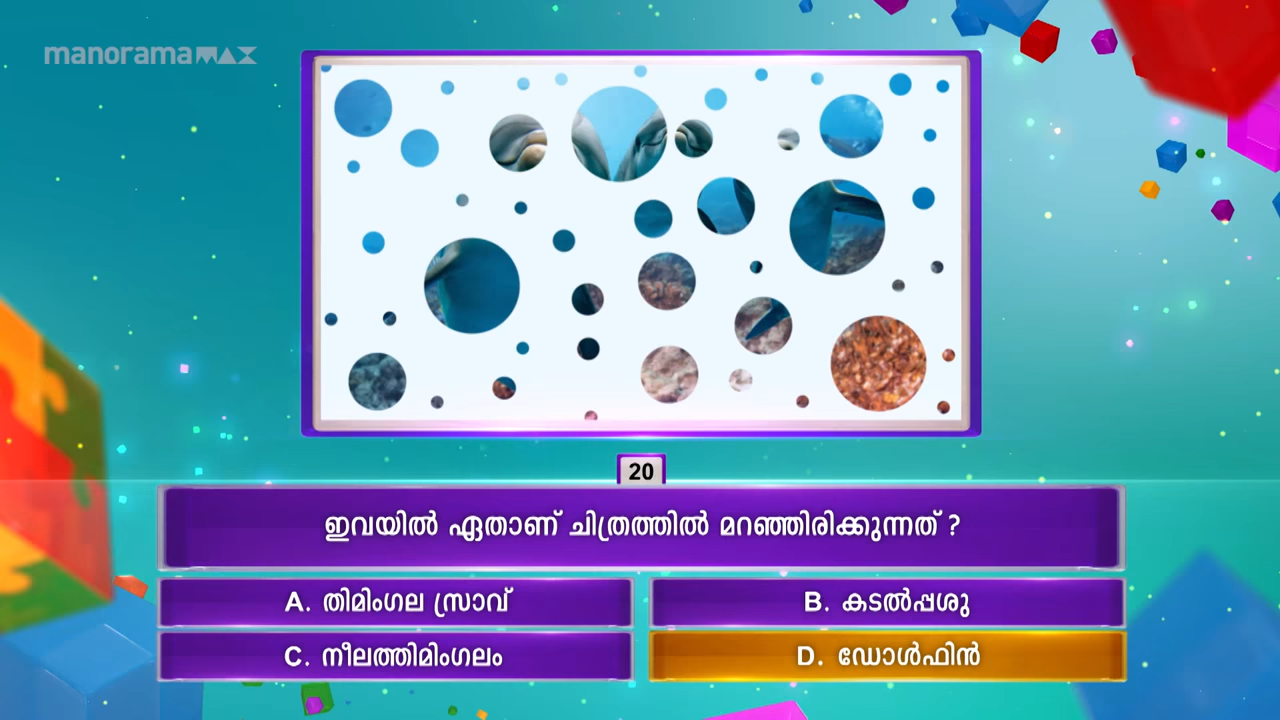 manoramaMAX
20
ഇവയിൽ ഏതാണ് ചിത്രത്തിൽ മറഞ്ഞിരിക്കുന്നത് ?
A. തിമിംഗല സ്രാവ്
B. കടൽപ്പശു
C. നീലത്തിമിംഗലം
D. ഡോൾഫിൻ